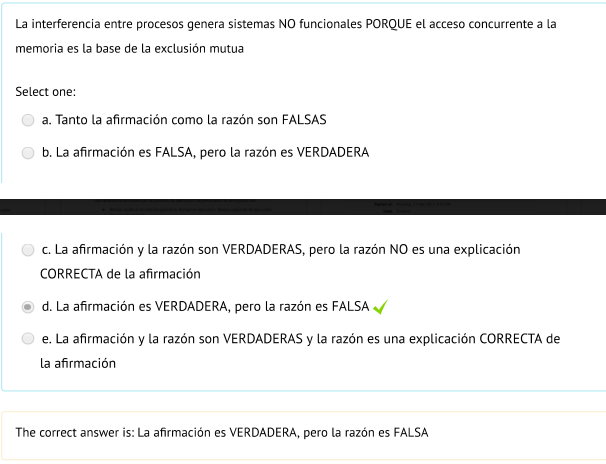 La interferencia entre procesos genera sistemas NO funcionales PORQUE el acceso concurrente a la
memoria es la base de la exclusión mutua
Select one:
a. Tanto la afirmación como la razón son FALSAS
b. La afirmación es FALSA, pero la razón es VERDADERA
c. La afirmación y la razón son VERDADERAS, pero la razón NO es una explicación
CORRECTA de la afirmación
d. La afirmación es VERDADERA, pero la razón es FALSA
e. La afirmación y la razón son VERDADERAS y la razón es una explicación CORRECTA de
la afirmación
The correct answer is: La afirmación es VERDADERA, pero la razón es FALSA